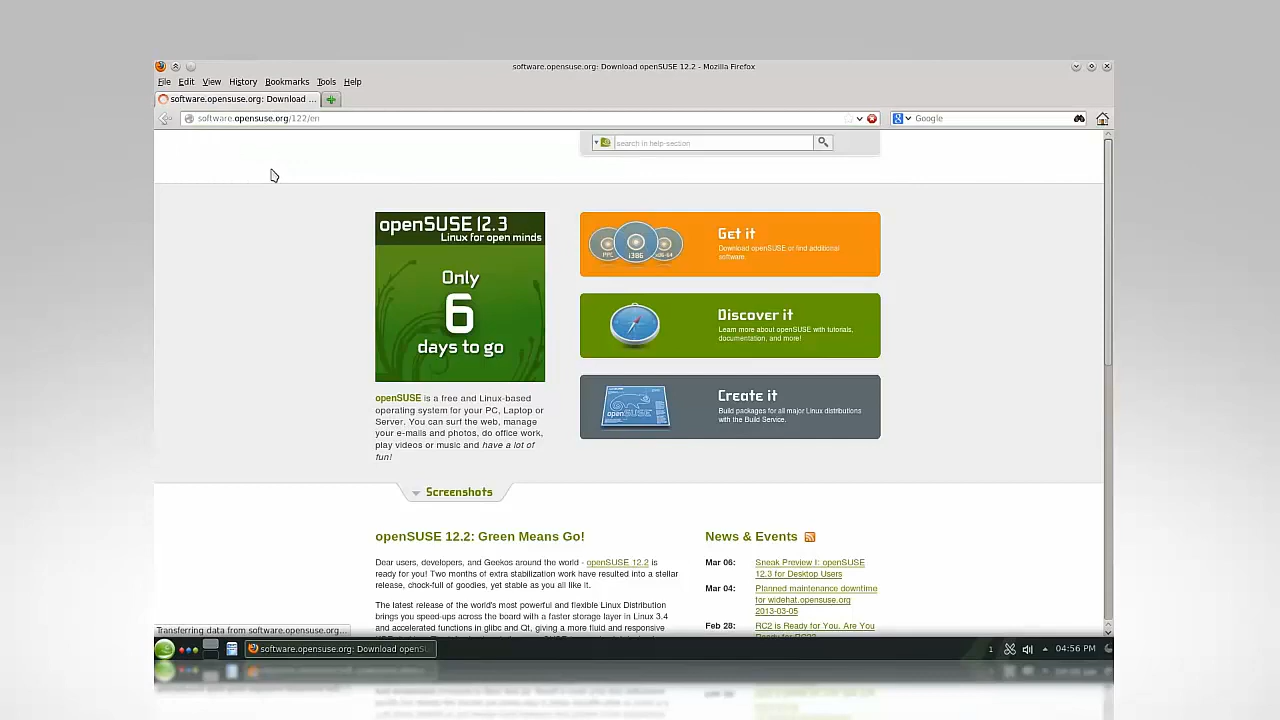 software.opensuse.org: Download openSUSE 12.2 - Mozilla Firefox
File Edit View History Bookmarks Tools Help
software.opensuse.org: Download ...
software.opensuse.org/122/en
Google
search in help-section
openSUSE 12.3
Linux for open minds
Only
6
days to go
Get it
Download openSUSE or find additional
software
PPC i386 x86-64
Discover it
Learn more about openSUSE with tutorials,
documentation, and more!
Create it
Build packages for all major Linux distributions
with the Build Service.
openSUSE
openSUSE is a free and Linux-based
operating system for your PC, Laptop or
Server. You can surf the web, manage
your e-mails and photos, do office work,
play videos or music and have a lot of
fun!
Screenshots
openSUSE 12.2: Green Means Go!
Dear users, developers, and Geekos around the world - openSUSE 12.2 is
ready for you! Two months of extra stabilization work have resulted into a stellar
release, chock-full of goodies, yet stable as you all like it.
The latest release of the world's most powerful and flexible Linux Distribution
brings you speed-ups across the board with a faster storage layer in Linux 3.4
and accelerated functions in glibc and Qt, giving a more fluid and responsive
News & Events
Mar 06: Sneak Preview I: openSUSE
12.3 for Desktop Users
Mar 04: Planned maintenance downtime
for widehat.opensuse.org
2013-03-05
Feb 28: RC2 is Ready for You. Are You
Ready for RC2?
Transferring data from software.opensuse.org...
software.opensuse.org: Download openSU
1
04:56 PM